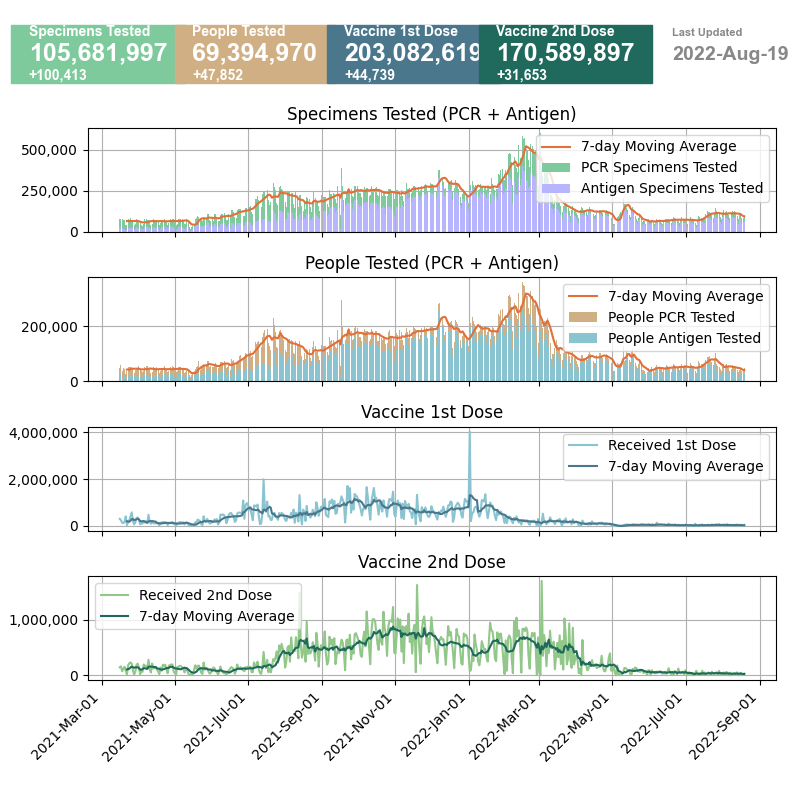 Specimens Tested
105,681,997
+100,413
People Tested
69,394,970
+47,852
Vaccine 1st Dose
203,082,619
+44,739
Vaccine 2nd Dose
170,589,897
+31,653
Last Updated
2022-Aug-19
Specimens Tested (PCR + Antigen)
500,000
250,000
0
7-day Moving Average
PCR Specimens Tested
Antigen Specimens Tested
People Tested (PCR + Antigen)
200,000
0
7-day Moving Average
People PCR Tested
People Antigen Tested
Vaccine 1st Dose
4,000,000
2,000,000
0
Received 1st Dose
7-day Moving Average
Vaccine 2nd Dose
1,000,000
0
Received 2nd Dose
7-day Moving Average
2021-Mar-01
2021-May-01
2021-Jul-01
2021-Sep-01
2021-Nov-01
2022-Jan-01
2022-Mar-01
2022-May-01
2022-Jul-01
2022-Sep-01